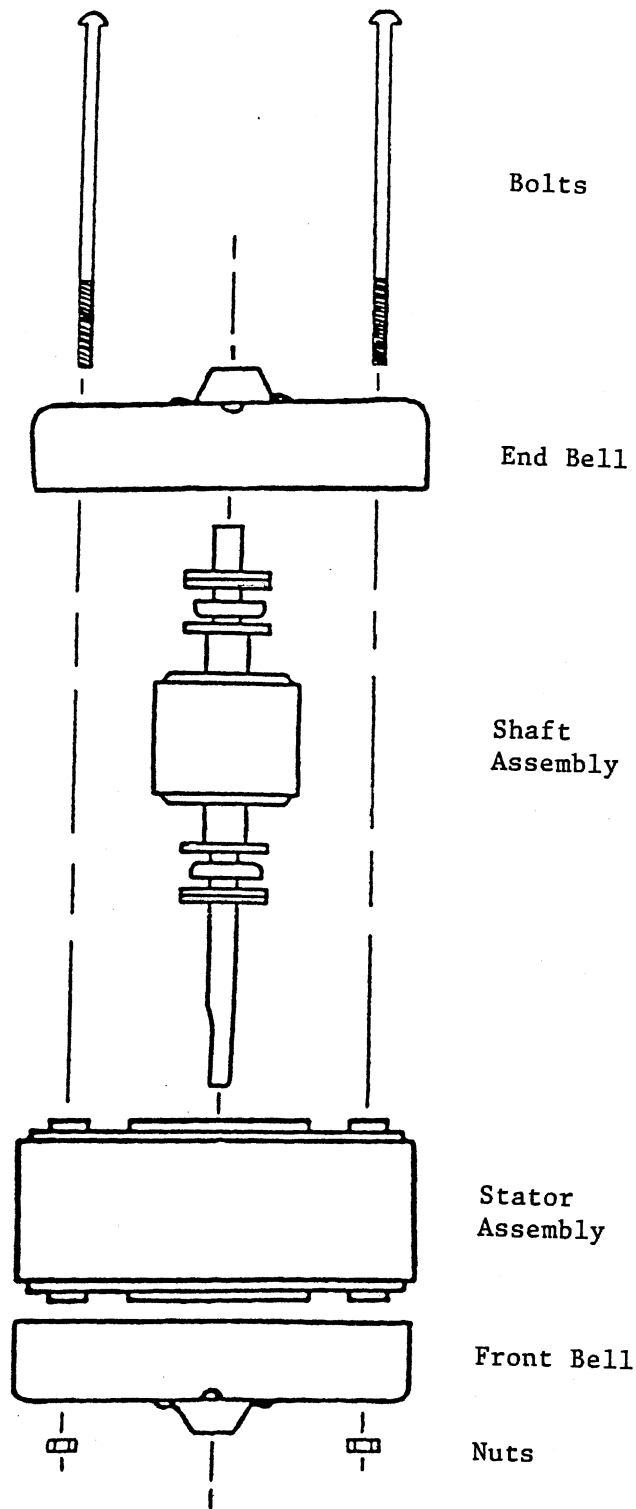 Bolts
End Bell
Shaft
Assembly
Stator
Assembly
Front Bell
Nuts